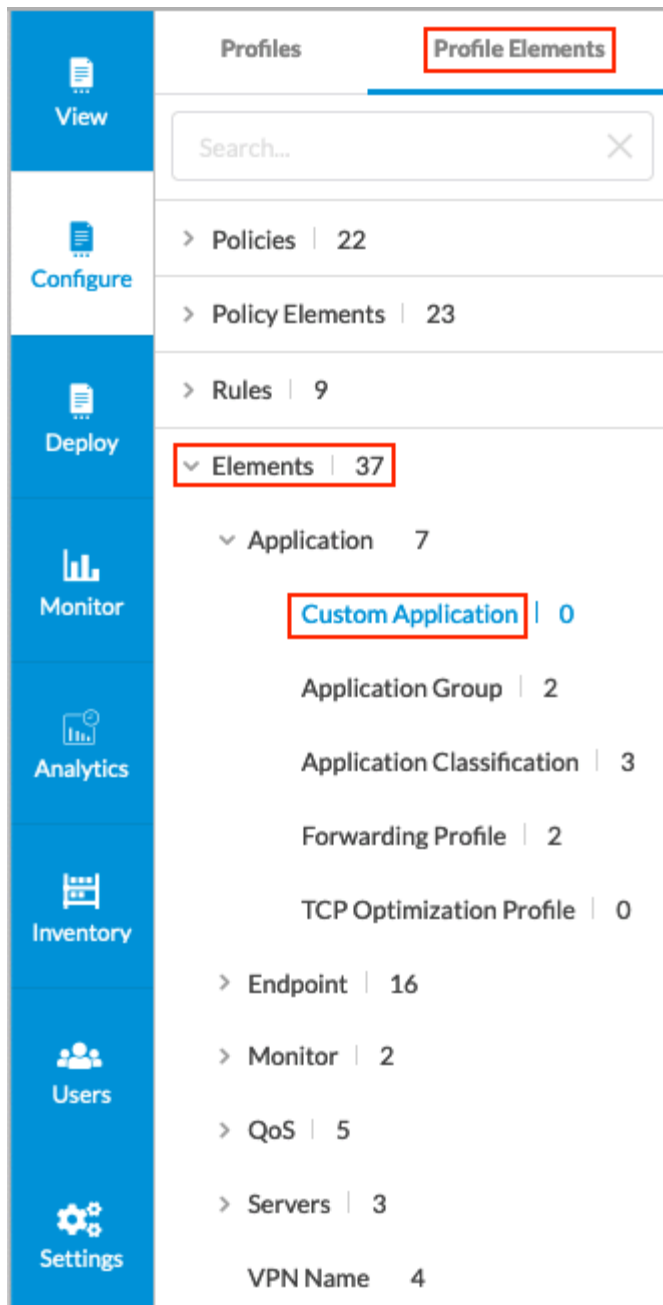 View
Configure
Deploy
Monitor
Analytics
Inventory
Users
Settings
Profiles
Profile Elements
Search...
Policies | 22
Policy Elements | 23
Rules | 9
Elements | 37
Application 7
Custom Application | 0
Application Group | 2
Application Classification | 3
Forwarding Profile | 2
TCP Optimization Profile | 0
Endpoint | 16
Monitor | 2
QoS | 5
Servers | 3
VPN Name 4